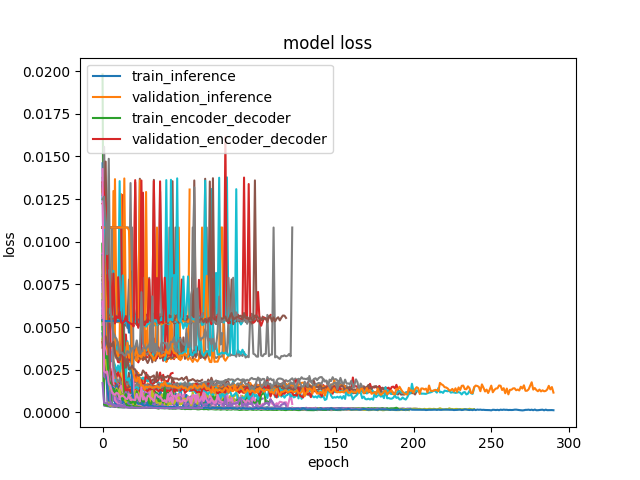 model loss
train_inference
validation_inference
train_encoder_decoder
validation_encoder_decoder
loss
0.0200
0.0175
0.0150
0.0125
0.0100
0.0075
0.0050
0.0025
0.0000
0 50 100 150 200 250 300
epoch